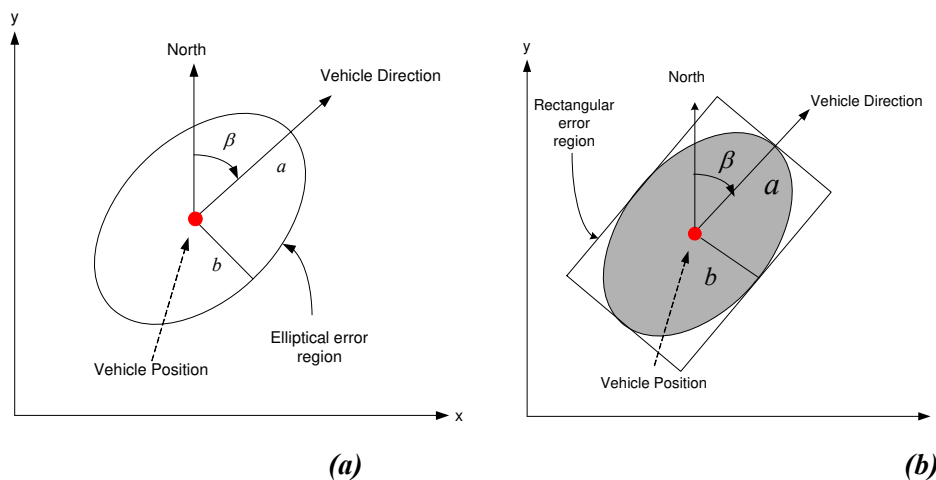 y
North
Vehicle Direction
β
a
b
Elliptical error
region
Vehicle Position
x
(a)
y
North
Vehicle Direction
Rectangular
error
region
β
a
b
Vehicle Position
(b)